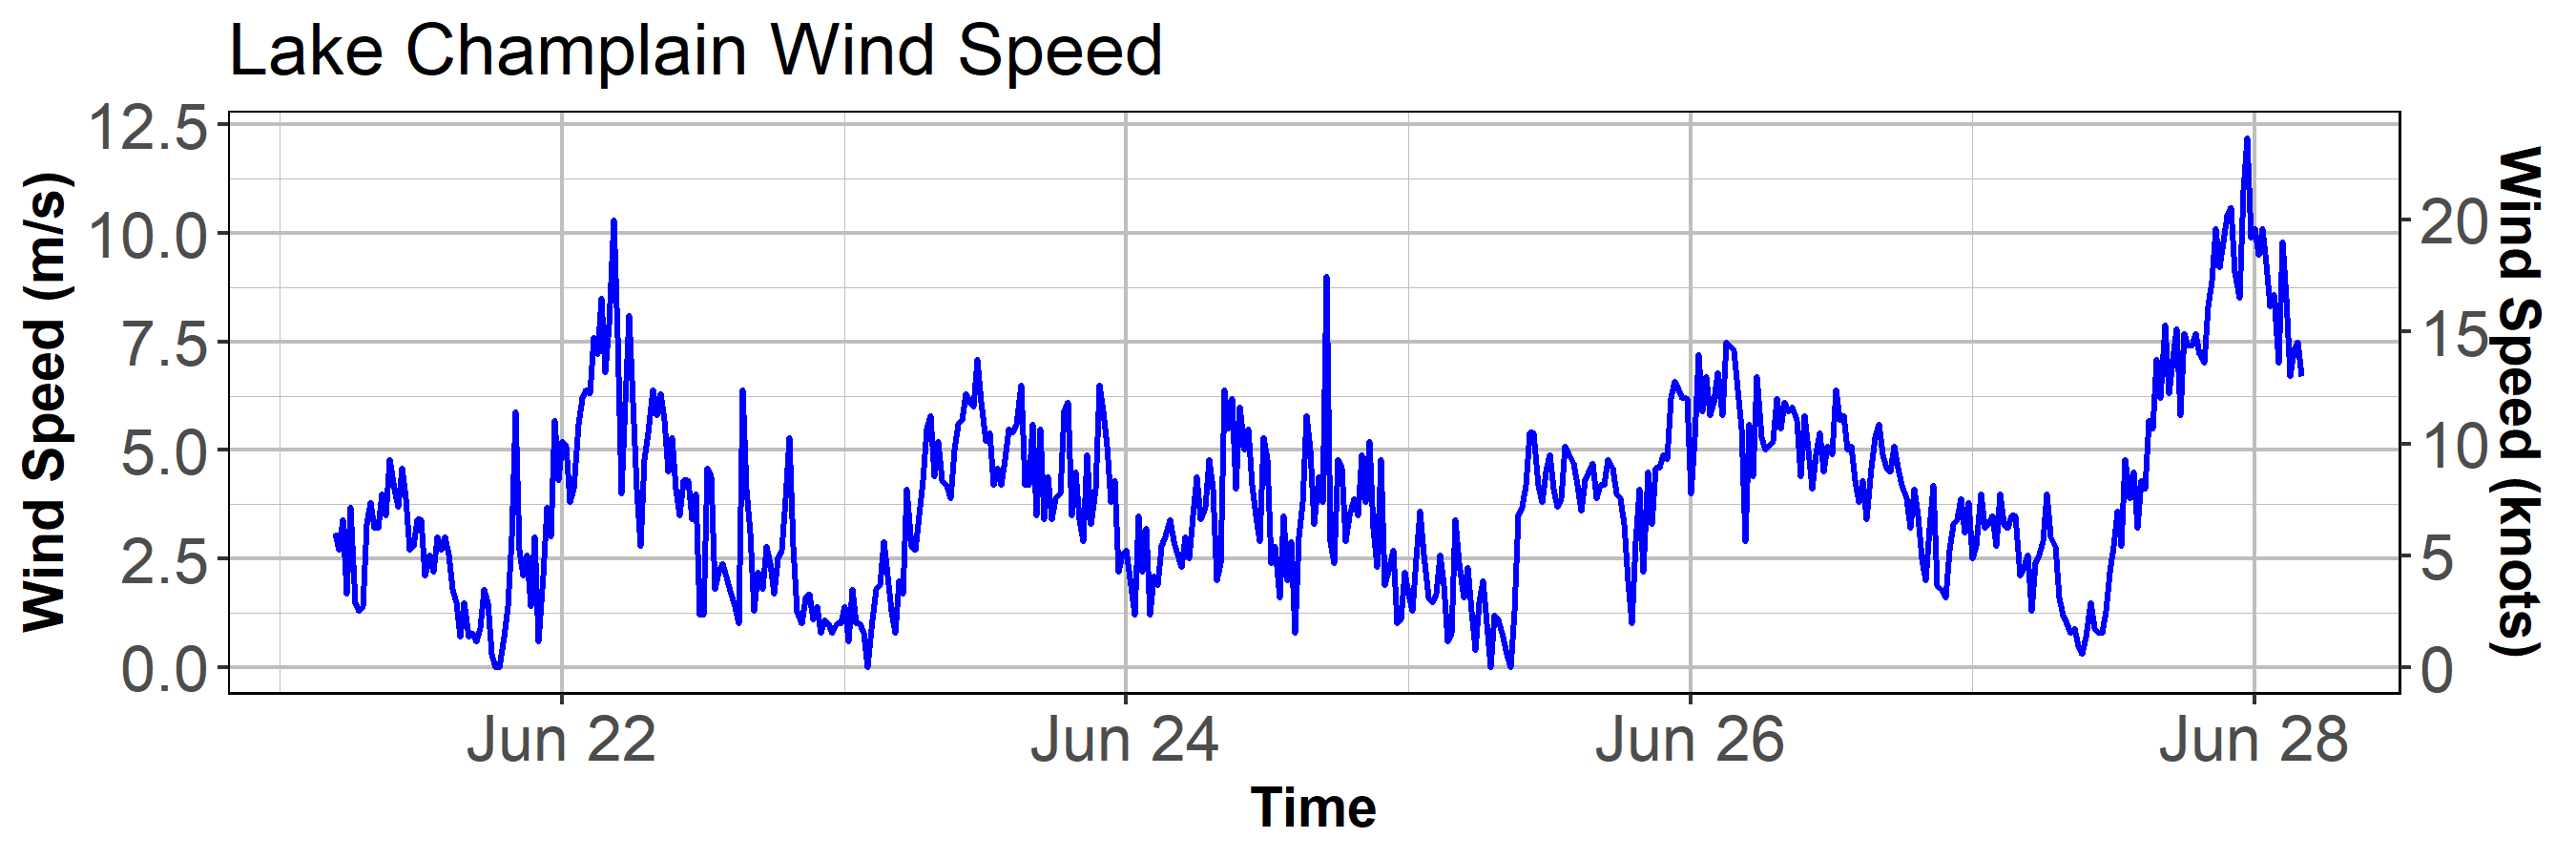 Lake Champlain Wind Speed
12.5
10.0
7.5
5.0
2.5
0.0
Wind Speed (m/s)
20
15
10
5
0
Wind Speed (knots)
Jun 22
Jun 24
Jun 26
Jun 28
Time